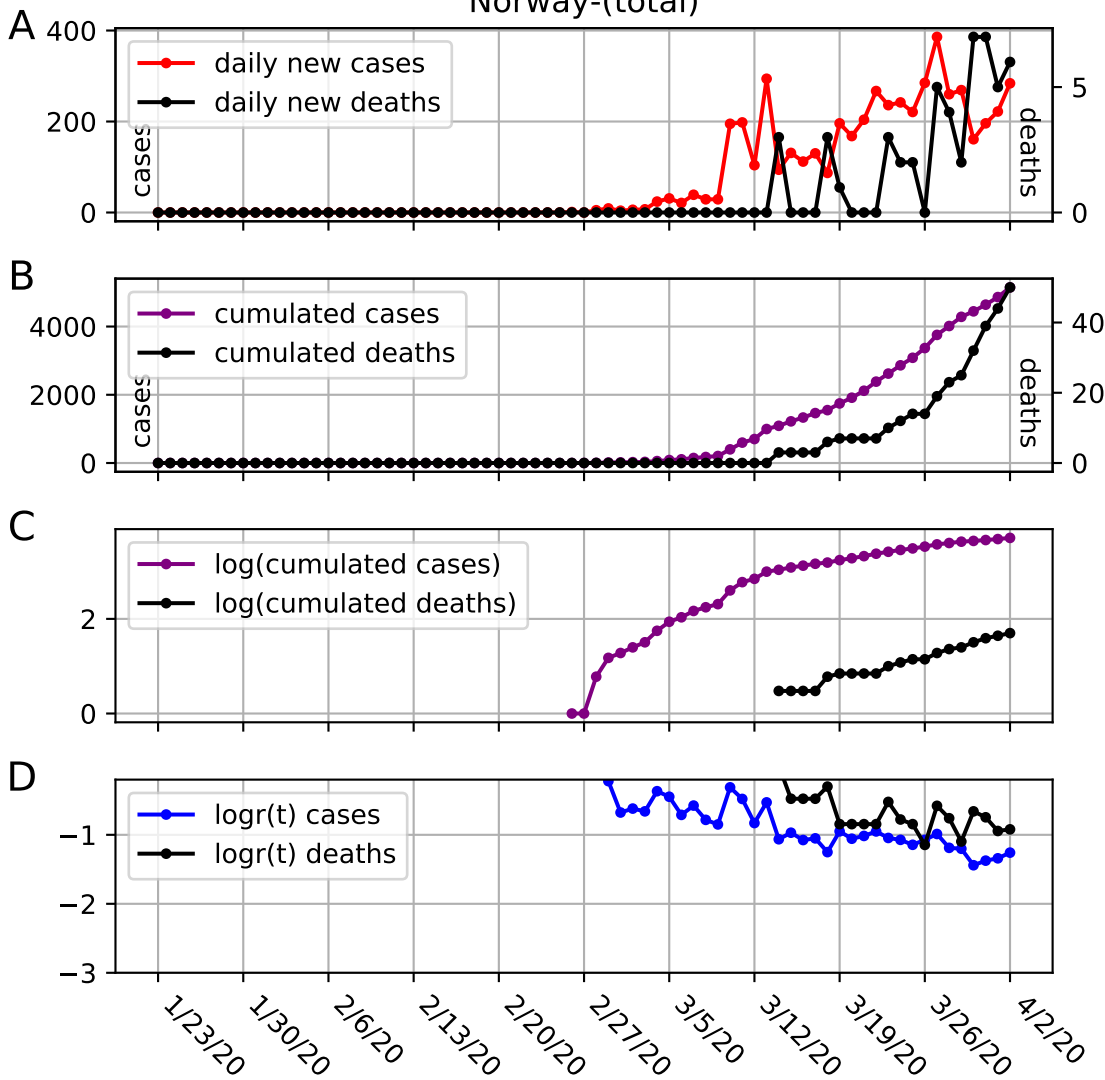 Norway-(total)
A
400
200
0
cases
daily new cases
daily new deaths
5
0
deaths
B
4000
2000
0
cases
cumulated cases
cumulated deaths
40
20
0
deaths
C
2
0
log(cumulated cases)
log(cumulated deaths)
D
−1
−2
−3
logr(t) cases
logr(t) deaths
1/23/20
1/30/20
2/6/20
2/13/20
2/20/20
2/27/20
3/5/20
3/12/20
3/19/20
3/26/20
4/2/20